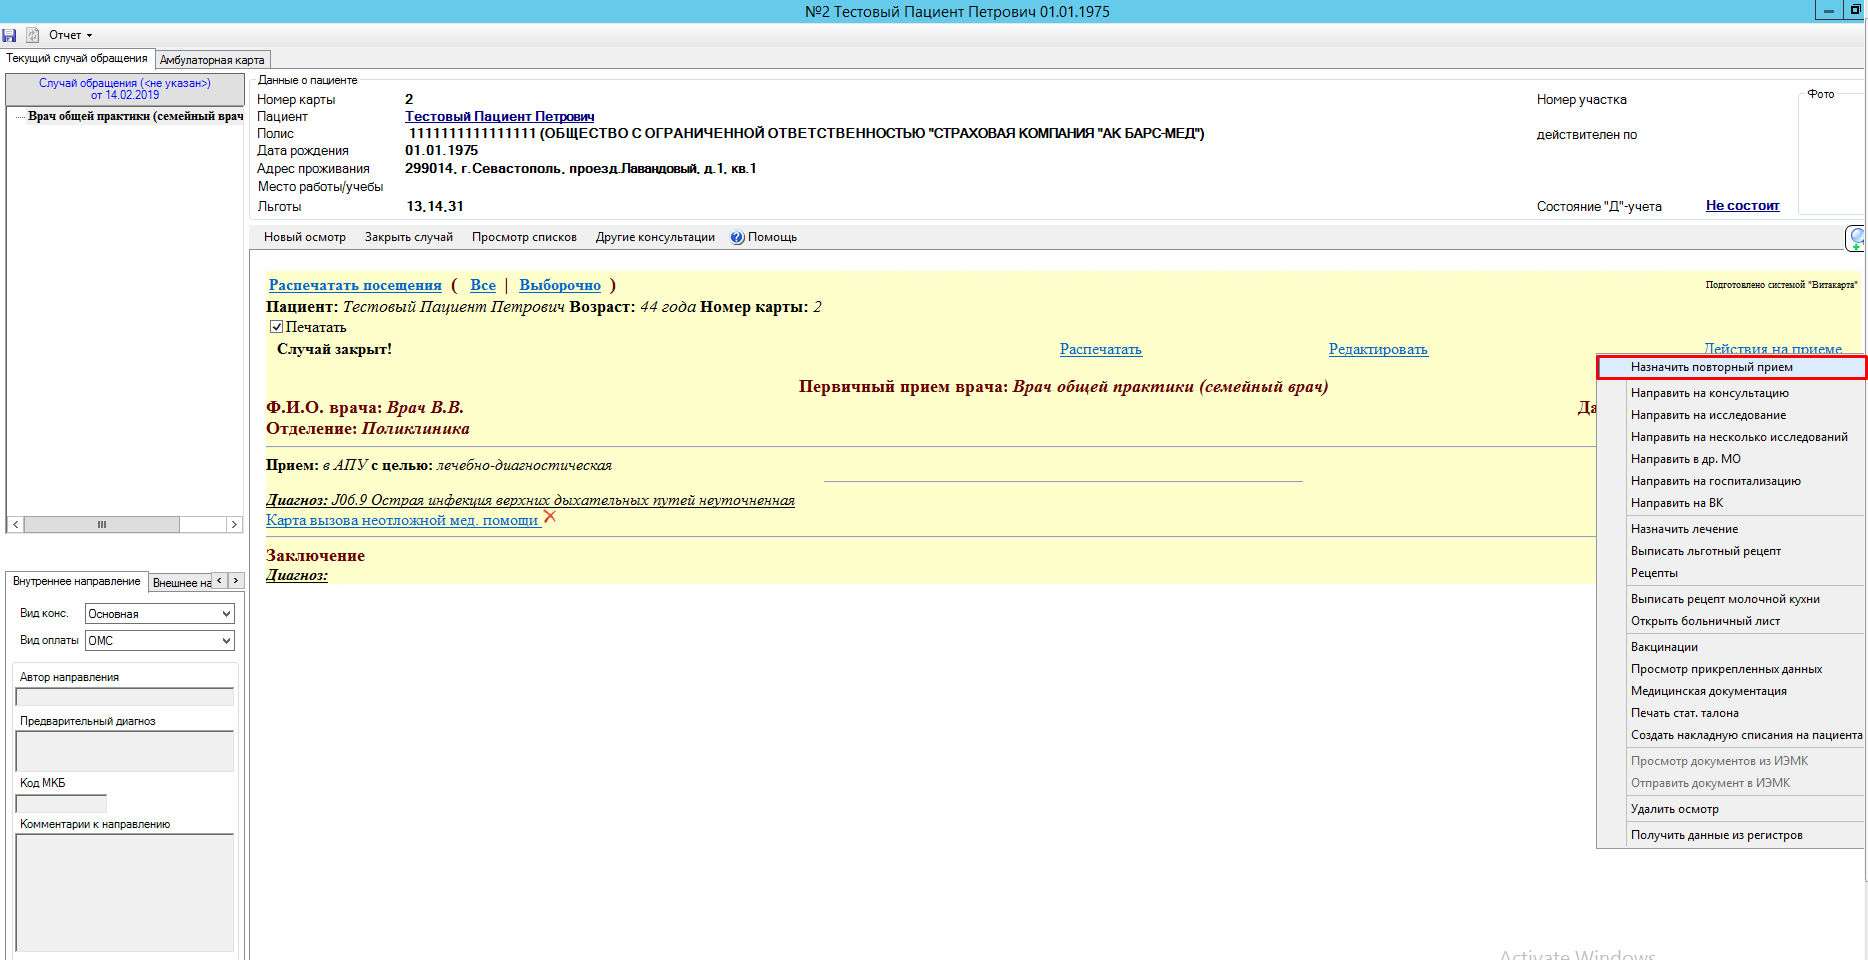 №2 Тестовый Пациент Петрович 01.01.1975
Отчет
Текущий случай обращения
Амбулаторная карта
Случай обращения (<не указан>)
от 14.02.2019
Врач общей практики (семейный врач
Данные о пациенте
Номер карты 2
Пациент Тестовый Пациент Петрович
Полис 1111111111111111 (ОБЩЕСТВО С ОГРАНИЧЕННОЙ ОТВЕТСТВЕННОСТЬЮ "СТРАХОВАЯ КОМПАНИЯ "АК БАРС-МЕД")
Дата рождения 01.01.1975
Адрес проживания 299014, г.Севастополь, проезд.Лавандовый, д.1, кв.1
Место работы/учебы
Льготы 13,14,31
Номер участка
действителен по
Состояние "Д"-учета Не состоит
Фото
Новый осмотр Закрыть случай Просмотр списков Другие консультации Помощь
Распечатать посещения ( Все | Выборочно )
Подготовлено системой "Витакарта"
Пациент: Тестовый Пациент Петрович Возраст: 44 года Номер карты: 2
Печатать
Случай закрыт! Распечатать Редактировать Действия на приеме
Первичный прием врача: Врач общей практики (семейный врач)
Ф.И.О. врача: Врач В.В. Да
Отделение: Поликлиника
Прием: в АПУ с целью: лечебно-диагностическая
Диагноз: J06.9 Острая инфекция верхних дыхательных путей неуточненная
Карта вызова неотложной мед. помощи
Заключение
Диагноз:
Назначить повторный прием
Направить на консультацию
Направить на исследование
Направить на несколько исследований
Направить в др. МО
Направить на госпитализацию
Направить на ВК
Назначить лечение
Выписать льготный рецепт
Рецепты
Выписать рецепт молочной кухни
Открыть больничный лист
Вакцинации
Просмотр прикрепленных данных
Медицинская документация
Печать стат. талона
Создать накладную списания на пациента
Просмотр документов из ИЭМК
Отправить документ в ИЭМК
Удалить осмотр
Получить данные из регистров
Внутреннее направление
Внешнее на
Вид конс. Основная
Вид оплаты ОМС
Автор направления
Предварительный диагноз
Код МКБ
Комментарии к направлению
Activate Windows